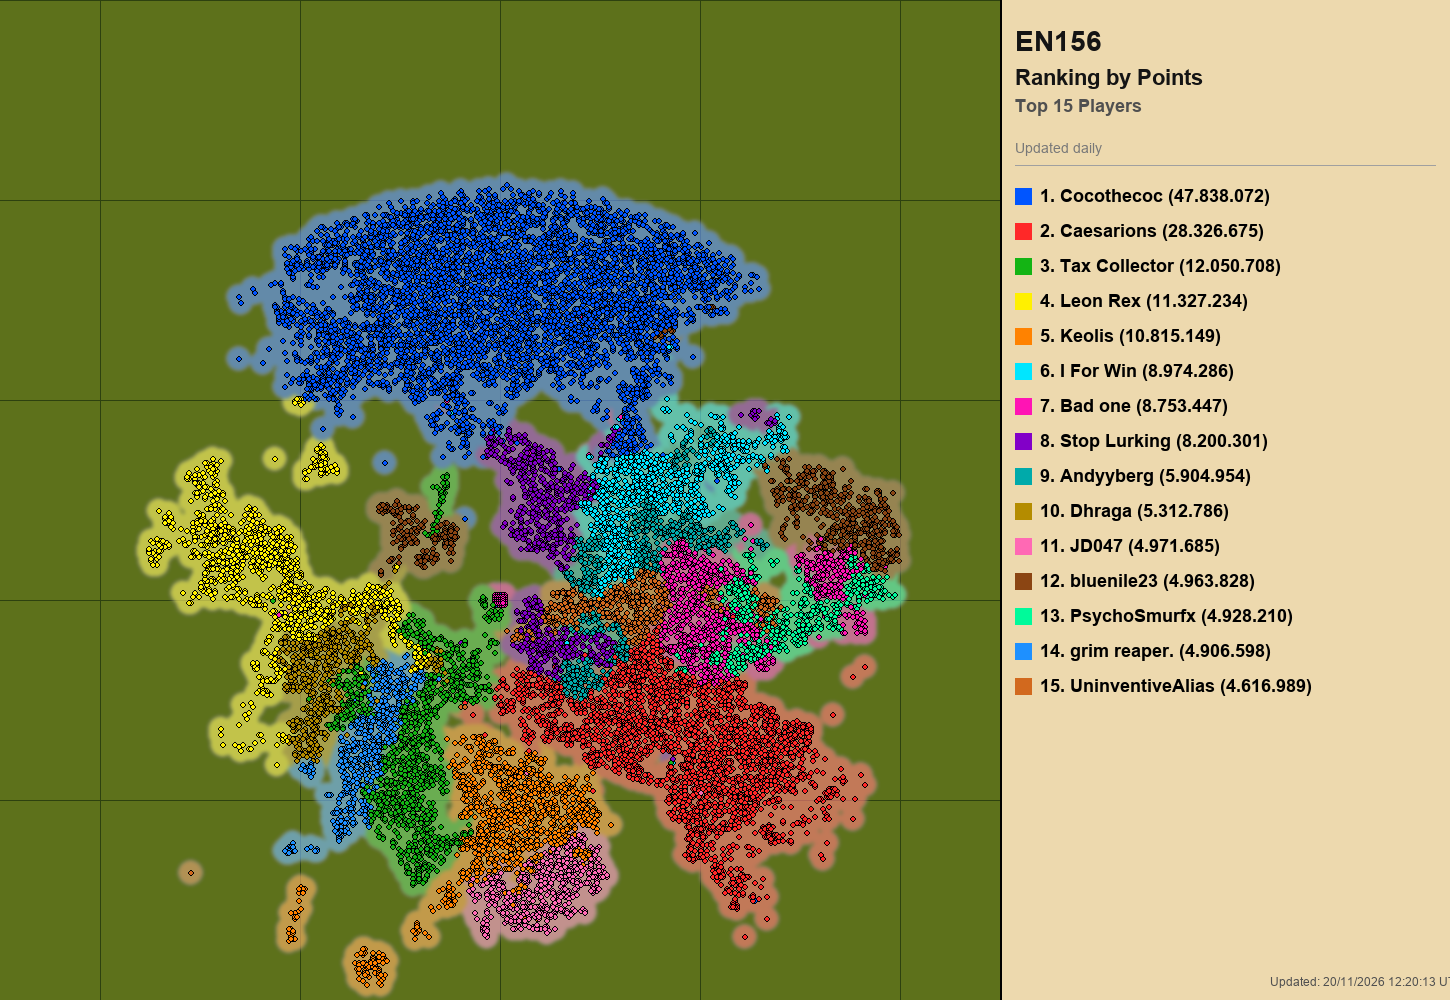 EN156
Ranking by Points
Top 15 Players
Updated daily
1. Cocothecoc (47.838.072)
2. Caesarions (28.326.675)
3. Tax Collector (12.050.708)
4. Leon Rex (11.327.234)
5. Keolis (10.815.149)
6. I For Win (8.974.286)
7. Bad one (8.753.447)
8. Stop Lurking (8.200.301)
9. Andyyberg (5.904.954)
10. Dhraga (5.312.786)
11. JD047 (4.971.685)
12. bluenile23 (4.963.828)
13. PsychoSmurfx (4.928.210)
14. grim reaper. (4.906.598)
15. UninventiveAlias (4.616.989)
Updated: 20/11/2026 12:20:13